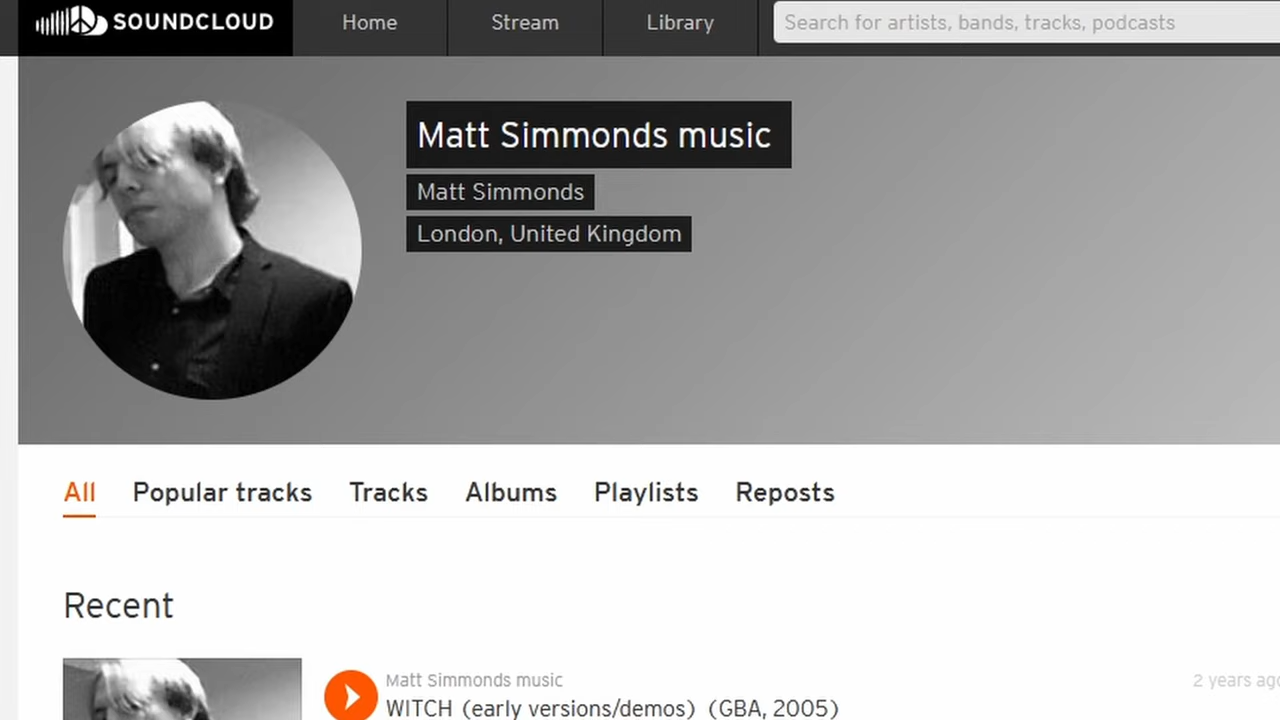 SOUNDCLOUD Home Stream Library Search for artists, bands, tracks, podcasts
Matt Simmonds music
Matt Simmonds
London, United Kingdom
All Popular tracks Tracks Albums Playlists Reposts
Recent
Matt Simmonds music 2 years ago
WITCH (early versions/demos) (GBA, 2005)